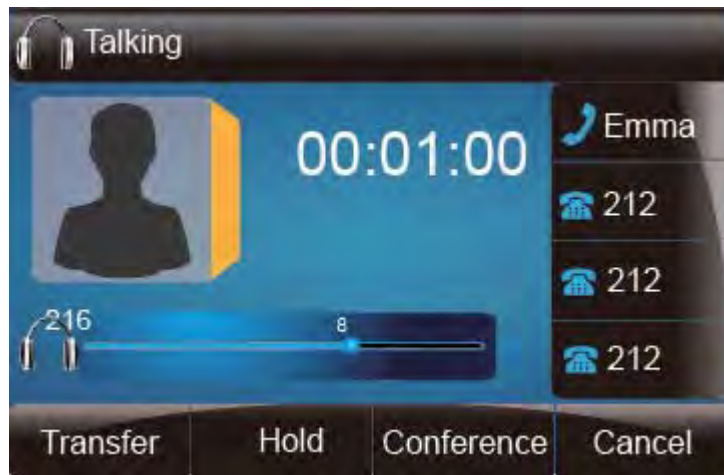 Talking
00:01:00
216
8
Emma
212
212
212
Transfer
Hold
Conference
Cancel